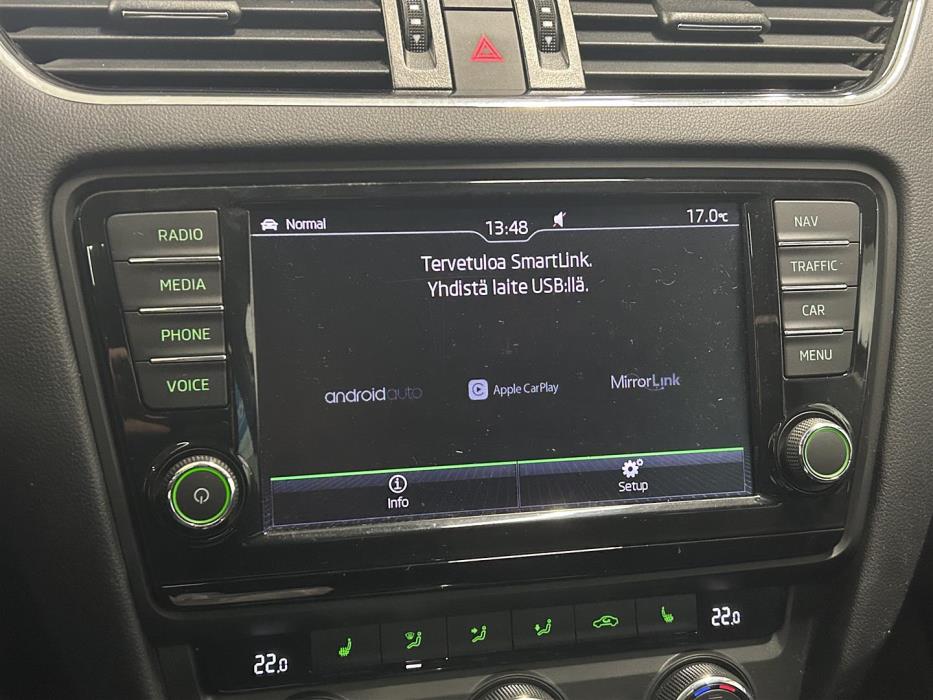 Normal
13:48
17.0°C
Tervetuloa SmartLink.
Yhdistä laite USB:llä.
androidauto
Apple CarPlay
MirrorLink
Info
Setup
RADIO
MEDIA
PHONE
VOICE
NAV
TRAFFIC
CAR
MENU
22.0
22.0